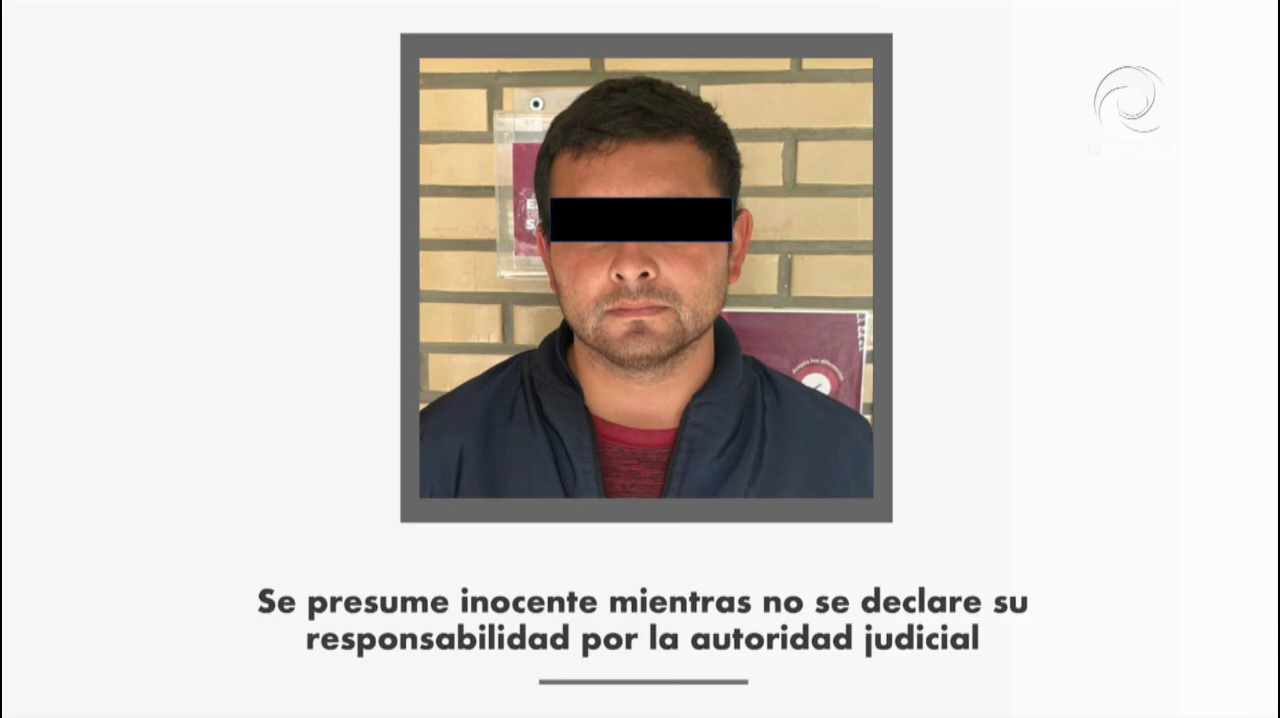 Se presume inocente mientras no se declare su
responsabilidad por la autoridad judicial